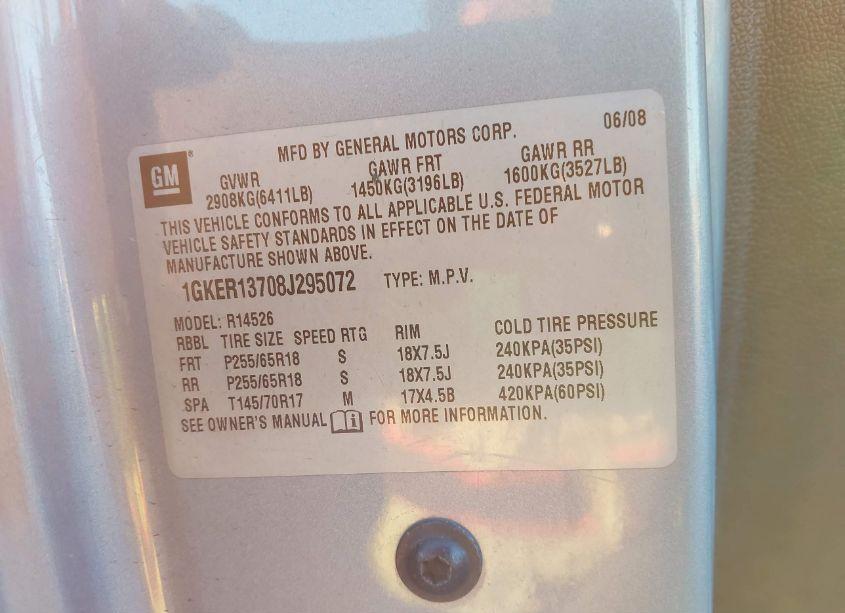 06/08
MFD BY GENERAL MOTORS CORP.
GM®
GVWR GAWR FRT GAWR RR
2908KG(6411LB) 1450KG(3196LB) 1600KG(3527LB)
THIS VEHICLE CONFORMS TO ALL APPLICABLE U.S. FEDERAL MOTOR
VEHICLE SAFETY STANDARDS IN EFFECT ON THE DATE OF
MANUFACTURE SHOWN ABOVE.
1GKER13708J295072 TYPE: M.P.V.
MODEL: R14526
RBBL TIRE SIZE SPEED RTG RIM COLD TIRE PRESSURE
FRT P255/65R18 S 18X7.5J 240KPA(35PSI)
RR P255/65R18 S 18X7.5J 240KPA(35PSI)
SPA T145/70R17 M 17X4.5B 420KPA(60PSI)
SEE OWNER'S MANUAL FOR MORE INFORMATION.